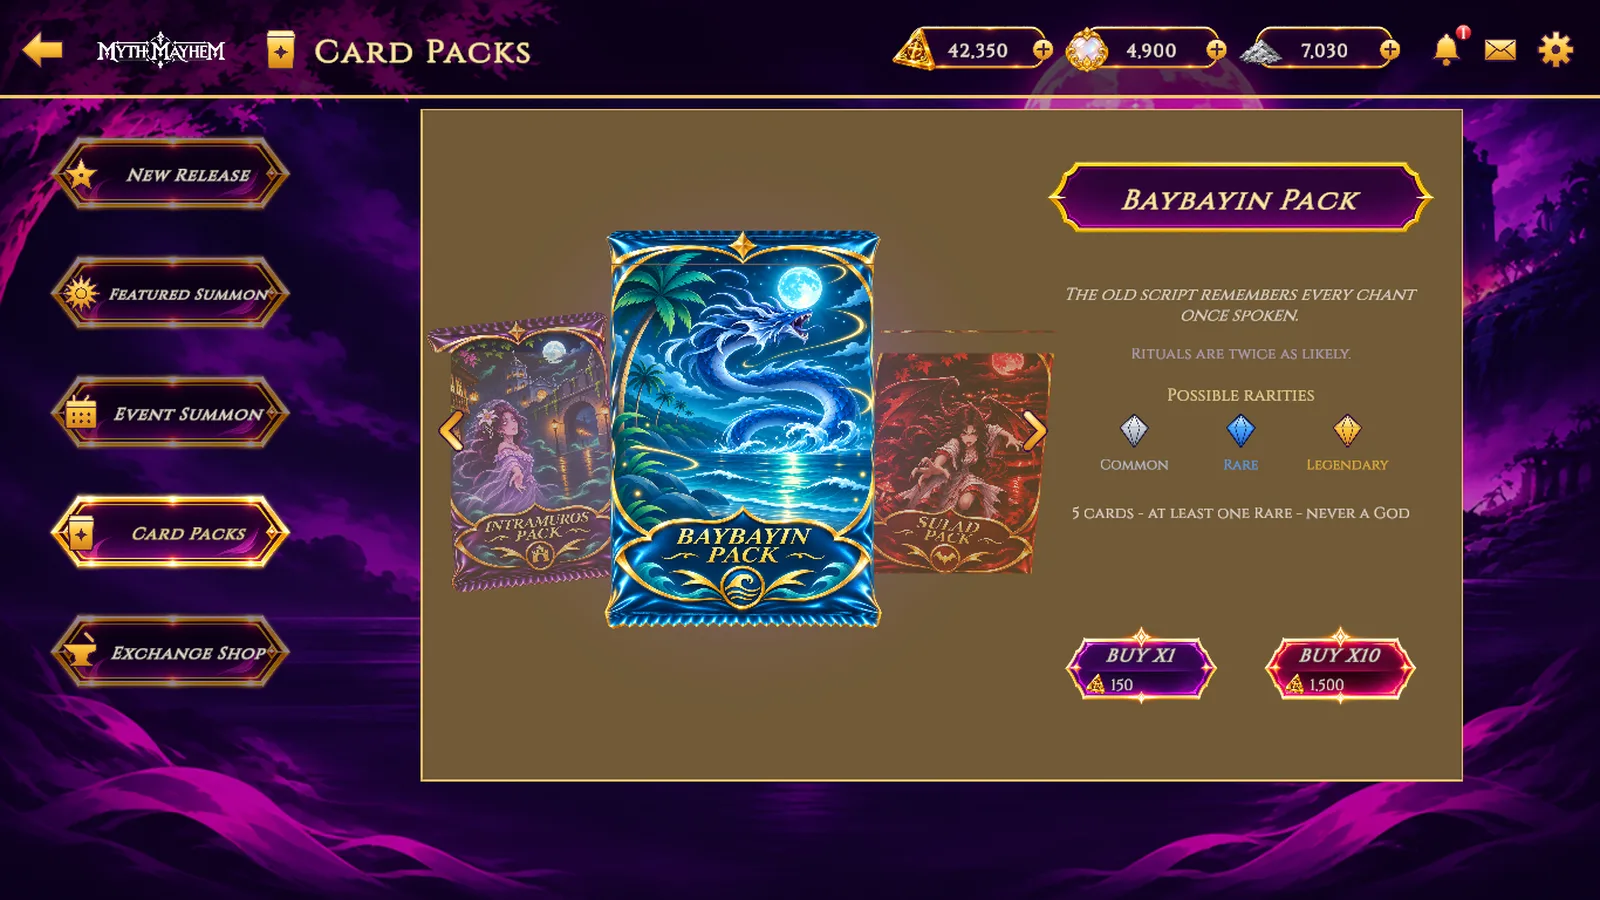 MYTH MAYHEM
CARD PACKS
42,350
4,900
7,030
1
NEW RELEASE
FEATURED SUMMON
EVENT SUMMON
CARD PACKS
EXCHANGE SHOP
INTRAMUROS
PACK
BAYBAYIN
PACK
SULAD
PACK
BAYBAYIN PACK
THE OLD SCRIPT REMEMBERS EVERY CHANT
ONCE SPOKEN.
RITUALS ARE TWICE AS LIKELY.
POSSIBLE RARITIES
COMMON
RARE
LEGENDARY
5 CARDS - AT LEAST ONE RARE - NEVER A GOD
BUY X1
150
BUY X10
1,500